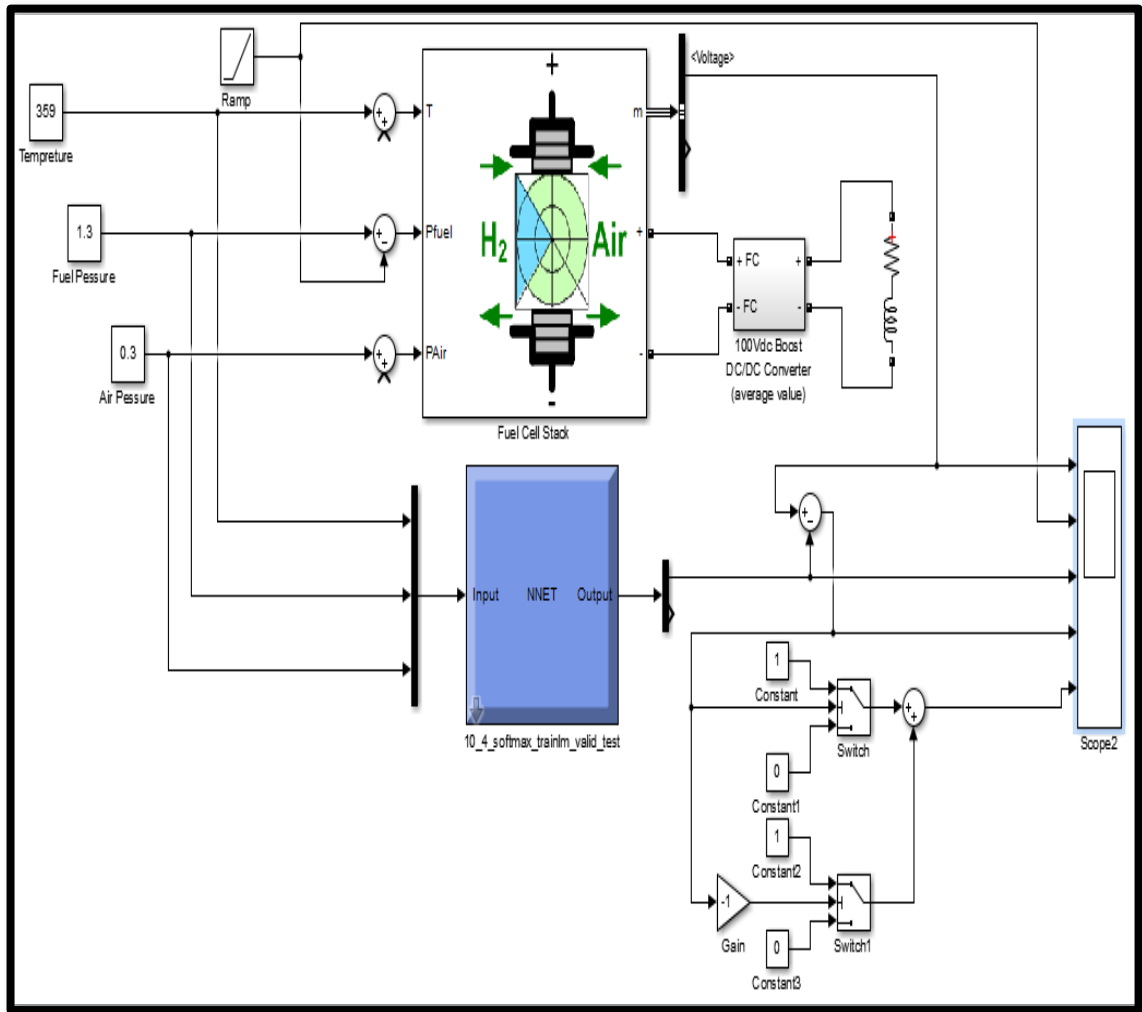 <Voltage>
Ramp
359
Tempreture
1.3
Fuel Pessure
0.3
Air Pessure
+
T
m
Pfuel
H2
Air
+
PAir
-
-
Fuel Cell Stack
+ FC
+
- FC
-
100Vdc Boost
DC/DC Converter
(average value)
+
Input
NNET
Output
10_4_softmax_trainlm_valid_test
1
Constant
0
Constant1
Switch
1
Constant2
-1
Gain
0
Constant3
Switch1
Scope2